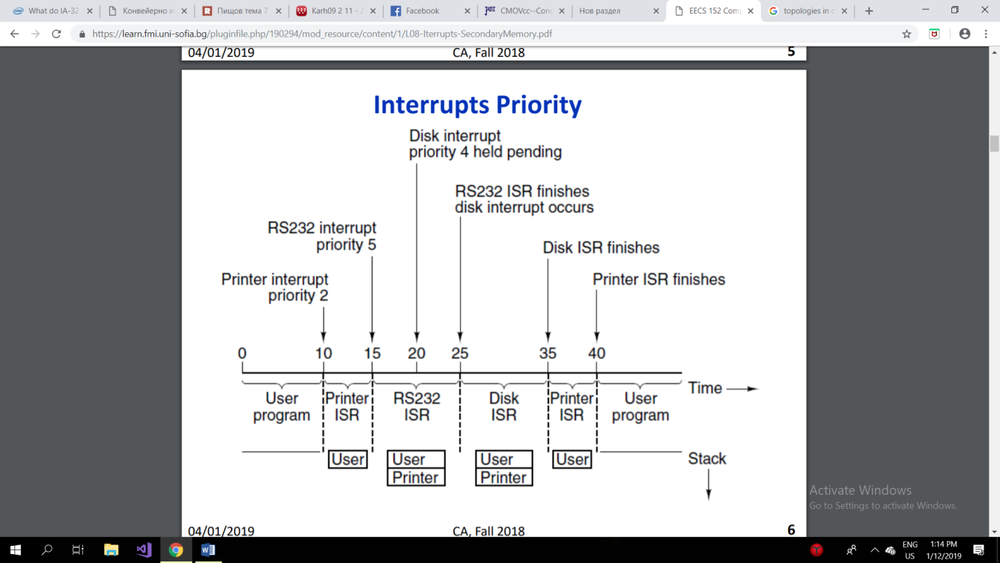 What do IA-32
Конвейерно и
Пищов тема 7
Karh09 2 11 - 
Facebook
CMOVcc--Con
Нов раздел
EECS 152 Com
topologies in c
https://learn.fmi.uni-sofia.bg/pluginfile.php/190294/mod_resource/content/1/L08-Iterrupts-SecondaryMemory.pdf
04/01/2019 CA, Fall 2018 5
Interrupts Priority
Disk interrupt
priority 4 held pending
RS232 ISR finishes
disk interrupt occurs
RS232 interrupt
priority 5
Disk ISR finishes
Printer interrupt
priority 2
Printer ISR finishes
0 10 15 20 25 35 40
Time
User
program
Printer
ISR
RS232
ISR
Disk
ISR
Printer
ISR
User
program
User
User
Printer
User
Printer
User
Stack
Activate Windows
Go to Settings to activate Windows.
04/01/2019 CA, Fall 2018 6
ENG
US
1:14 PM
1/12/2019